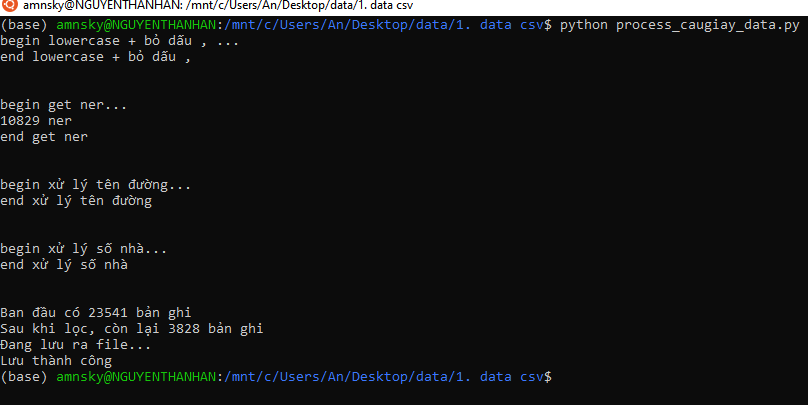 amnsky@NGUYENTHANHAN: /mnt/c/Users/An/Desktop/data/1. data csv
(base) amnsky@NGUYENTHANHAN:/mnt/c/Users/An/Desktop/data/1. data csv$ python process_caugiay_data.py
begin lowercase + bỏ dấu , ...
end lowercase + bỏ dấu ,
begin get ner...
10829 ner
end get ner
begin xử lý tên đường...
end xử lý tên đường
begin xử lý số nhà...
end xử lý số nhà
Ban đầu có 23541 bản ghi
Sau khi lọc, còn lại 3828 bản ghi
Đang lưu ra file...
Lưu thành công
(base) amnsky@NGUYENTHANHAN:/mnt/c/Users/An/Desktop/data/1. data csv$